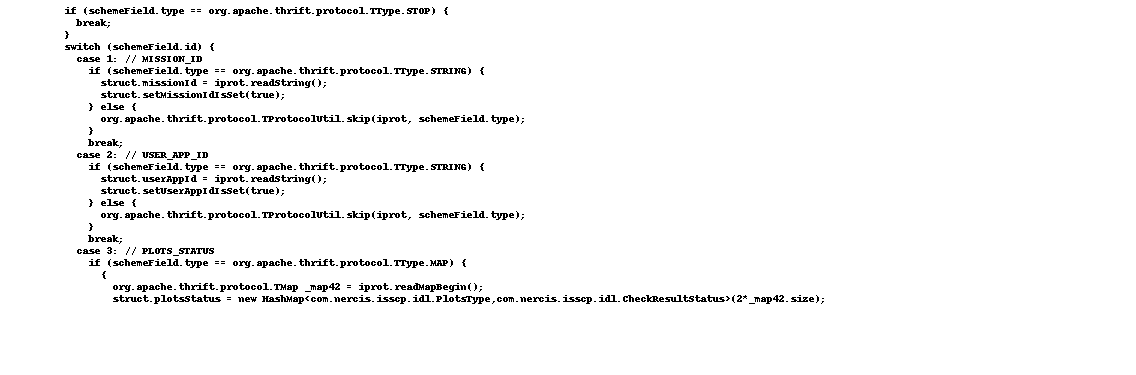 if (schemeField.type == org.apache.thrift.protocol.TType.STOP) {
break;
}
switch (schemeField.id) {
case 1: // MISSION_ID
if (schemeField.type == org.apache.thrift.protocol.TType.STRING) {
struct.missionId = iprot.readString();
struct.setMissionIdIsSet(true);
} else {
org.apache.thrift.protocol.TProtocolUtil.skip(iprot, schemeField.type);
}
break;
case 2: // USER_APP_ID
if (schemeField.type == org.apache.thrift.protocol.TType.STRING) {
struct.userAppId = iprot.readString();
struct.setUserAppIdIsSet(true);
} else {
org.apache.thrift.protocol.TProtocolUtil.skip(iprot, schemeField.type);
}
break;
case 3: // PLOTS_STATUS
if (schemeField.type == org.apache.thrift.protocol.TType.MAP) {
{
org.apache.thrift.protocol.TMap _map42 = iprot.readMapBegin();
struct.plotsStatus = new HashMap<com.nercis.isscp.idl.PlotsType,com.nercis.isscp.idl.CheckResultStatus>(2*_map42.size);